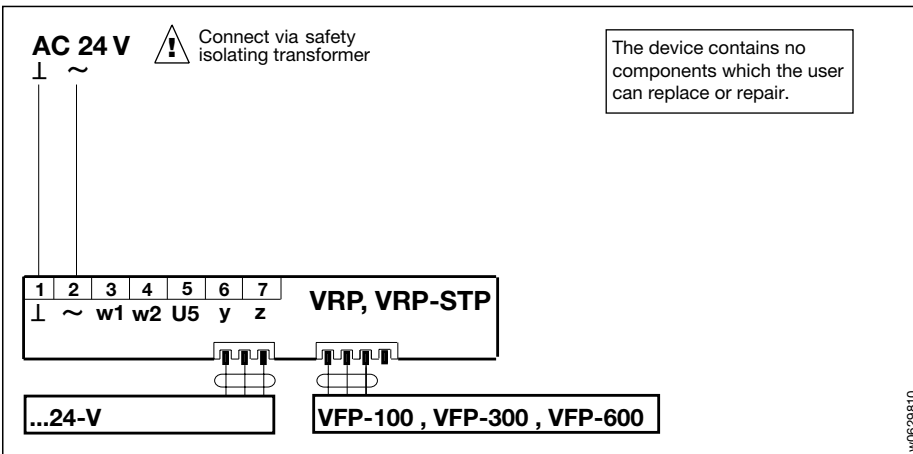 AC 24 V
⊥ ~
Connect via safety
isolating transformer
The device contains no
components which the user
can replace or repair.
1 2 3 4 5 6 7
⊥ ~ w1 w2 U5 y z
VRP, VRP-STP
...24-V
VFP-100 , VFP-300 , VFP-600
w0629810